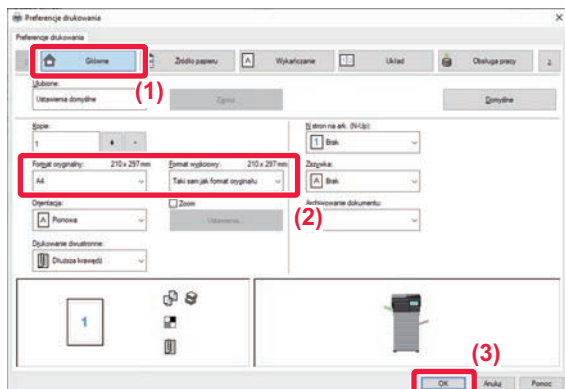 Preferencje drukowania
Preferencje drukowania
Główne
Źródło papieru
Wykańczanie
Układ
Obsługa pracy
(1)
Ulubione:
Ustawienia domyślne
Zapisz
Domyślne
Kopie:
1
N stron na ark. (N-Up):
1 Brak
Format oryginalny: 210 x 297 mm
Format wyjściowy: 210 x 297 mm
Zszywka:
A4
Taki sam jak format oryginału
A Brak
(2)
Orientacja:
Zoom
Archiwizowanie dokumentu:
A Pionowa
Ustawienia
Drukowanie dwustronne:
Dłuższa krawędź
1
(3)
OK
Anuluj
Pomoc